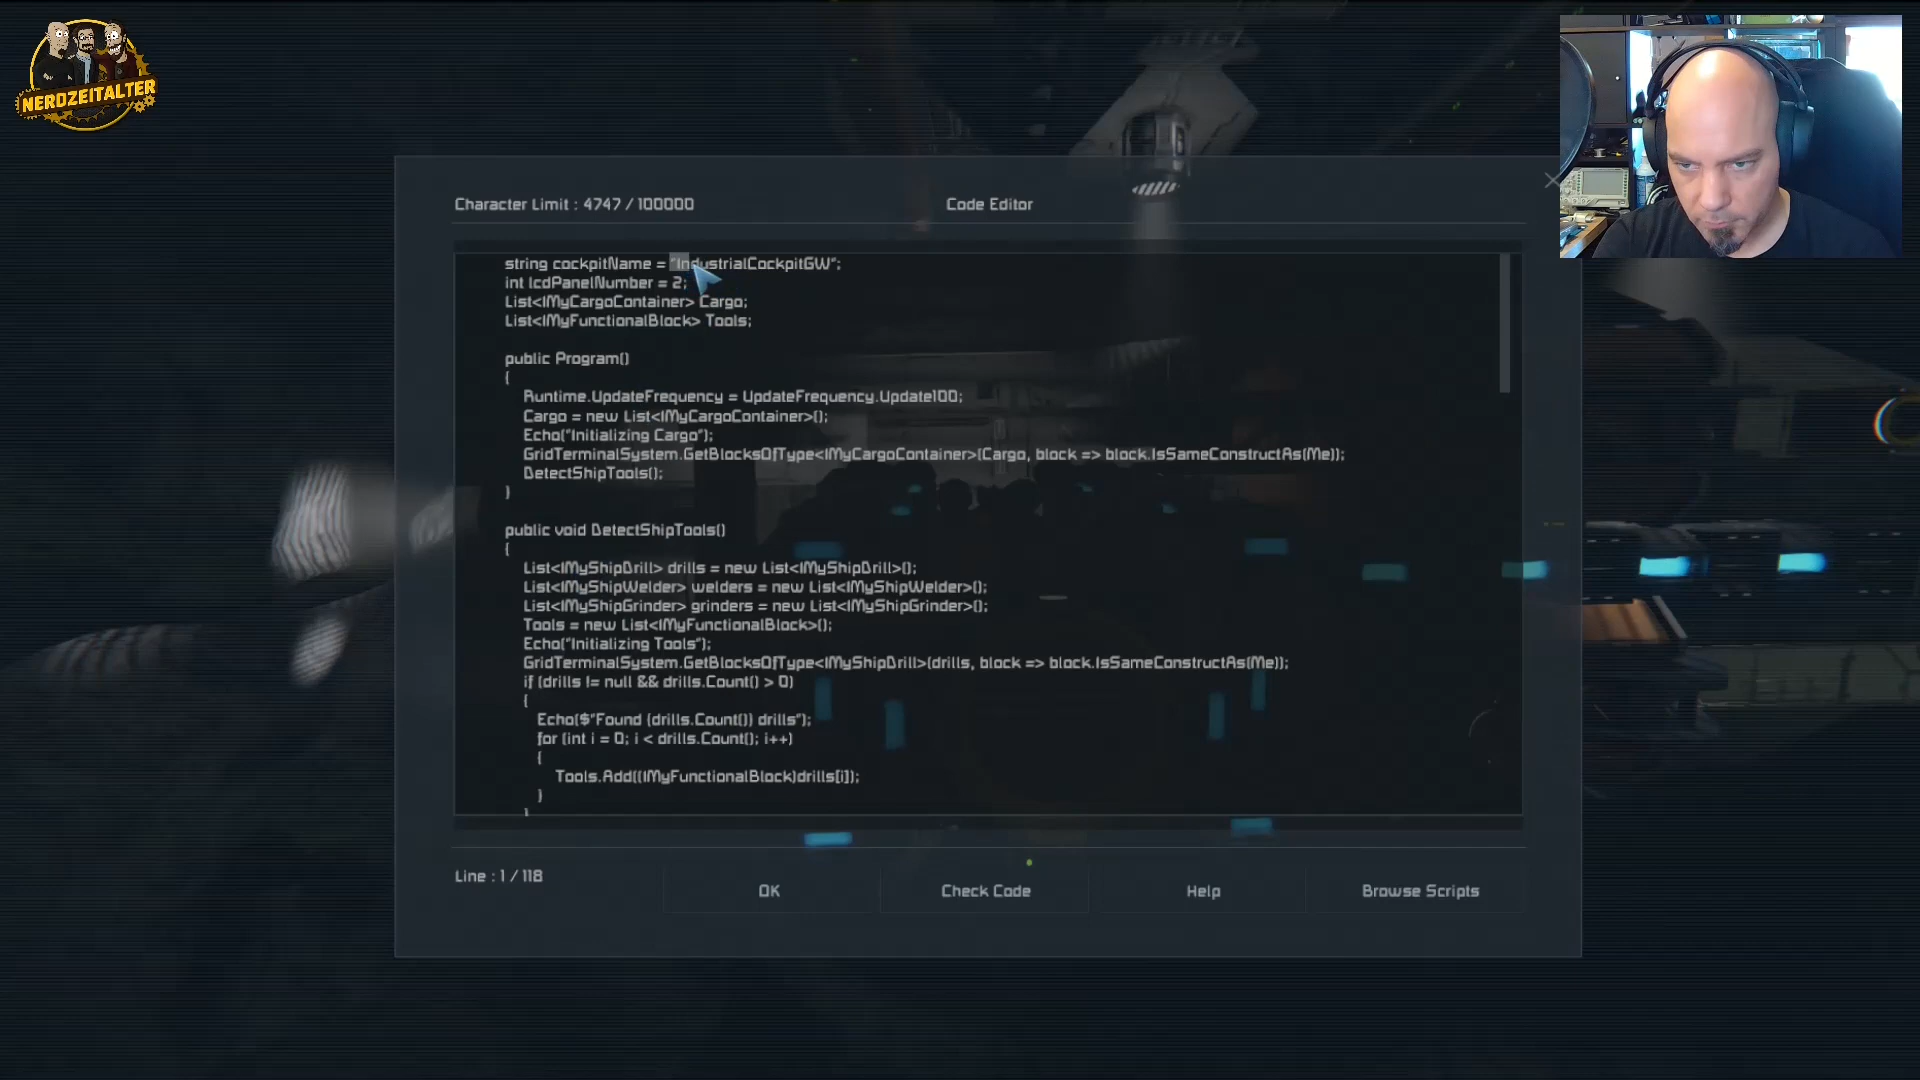 NERDZEITALTER
Character Limit : 4747 / 100000
Code Editor
string cockpitName = "IndustrialCockpitGW";
int lcdPanelNumber = 2;
List<IMyCargoContainer> Cargo;
List<IMyFunctionalBlock> Tools;
public Program()
{
Runtime.UpdateFrequency = UpdateFrequency.Update100;
Cargo = new List<IMyCargoContainer>();
Echo("Initializing Cargo");
GridTerminalSystem.GetBlocksOfType<IMyCargoContainer>(Cargo, block => block.IsSameConstructAs(Me));
DetectShipTools();
}
public void DetectShipTools()
{
List<IMyShipDrill> drills = new List<IMyShipDrill>();
List<IMyShipWelder> welders = new List<IMyShipWelder>();
List<IMyShipGrinder> grinders = new List<IMyShipGrinder>();
Tools = new List<IMyFunctionalBlock>();
Echo("Initializing Tools");
GridTerminalSystem.GetBlocksOfType<IMyShipDrill>(drills, block => block.IsSameConstructAs(Me));
if (drills != null && drills.Count() > 0)
{
Echo($"Found {drills.Count()} drills");
for (int i = 0; i < drills.Count(); i++)
{
Tools.Add((IMyFunctionalBlock)drills[i]);
}
}
Line : 1 / 118
OK
Check Code
Help
Browse Scripts